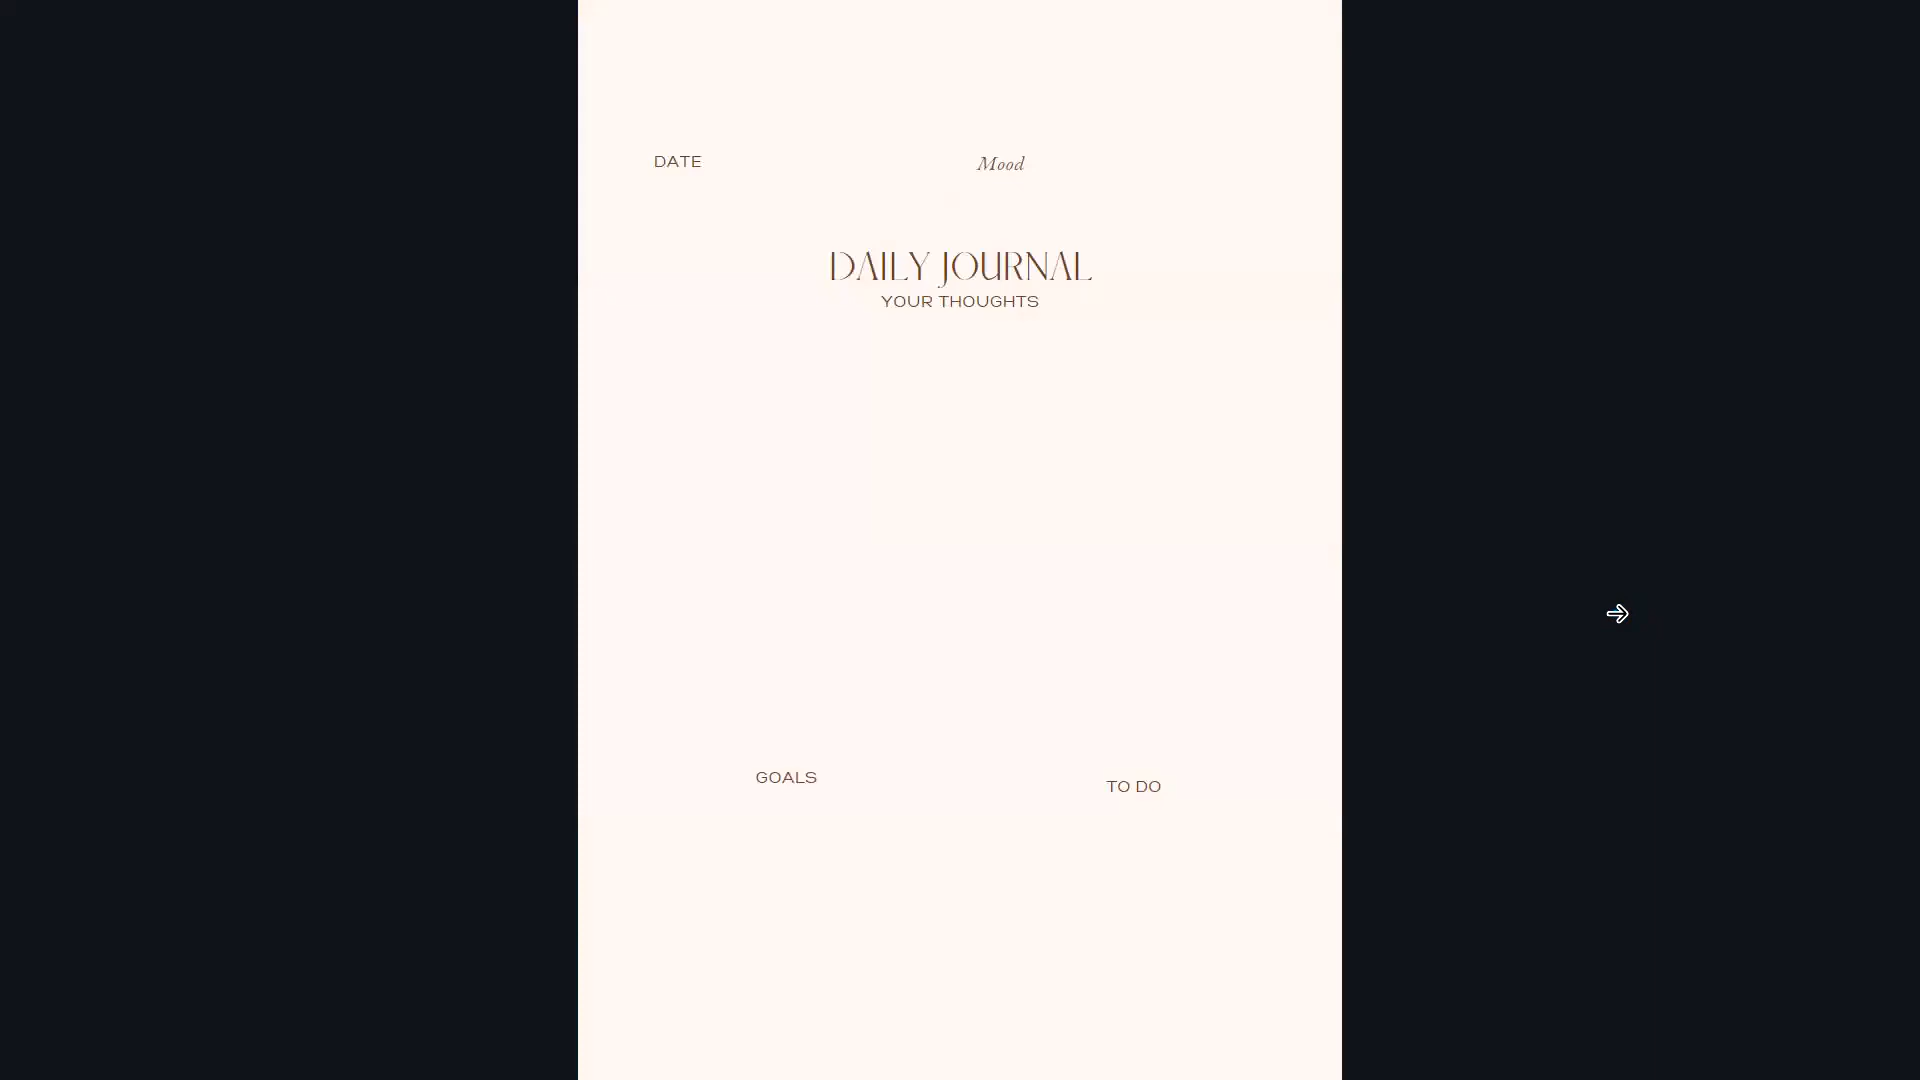 DATE
Mood
DAILY JOURNAL
YOUR THOUGHTS
GOALS
TO DO